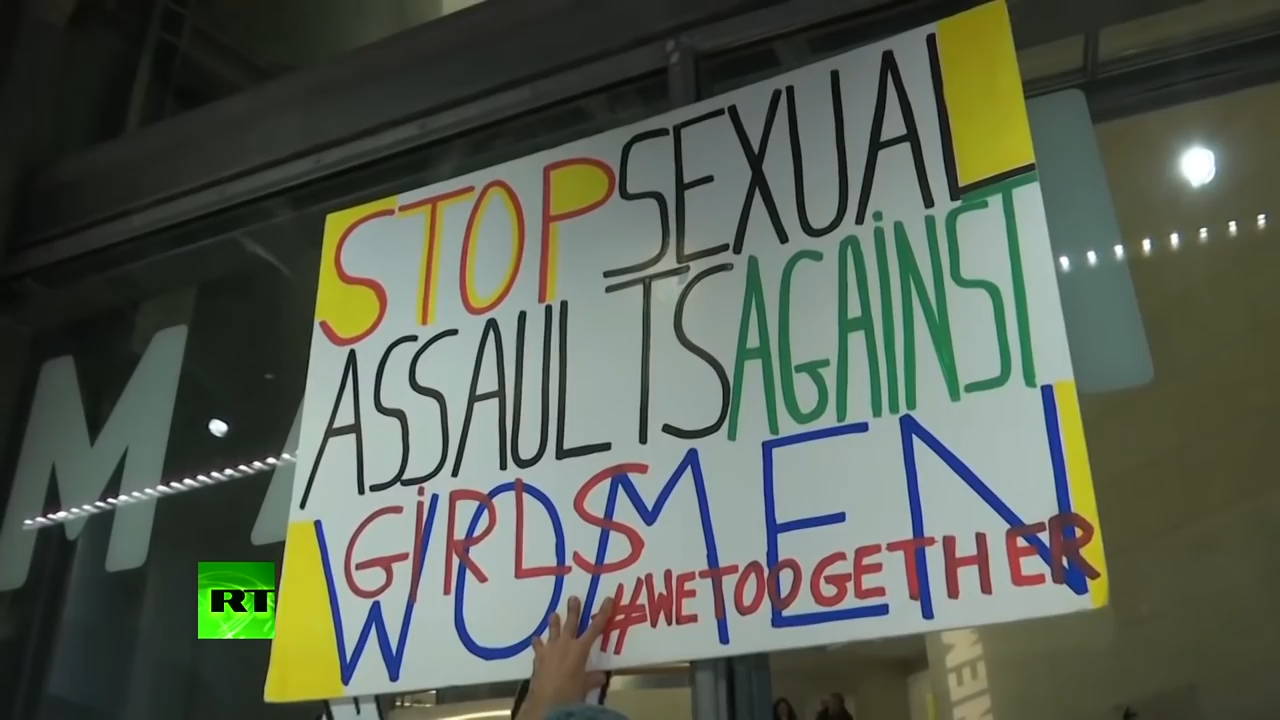 STOP SEXUAL
ASSAULTS AGAINST
GIRLS
WOMEN
#WETOOGETHER
RT
M